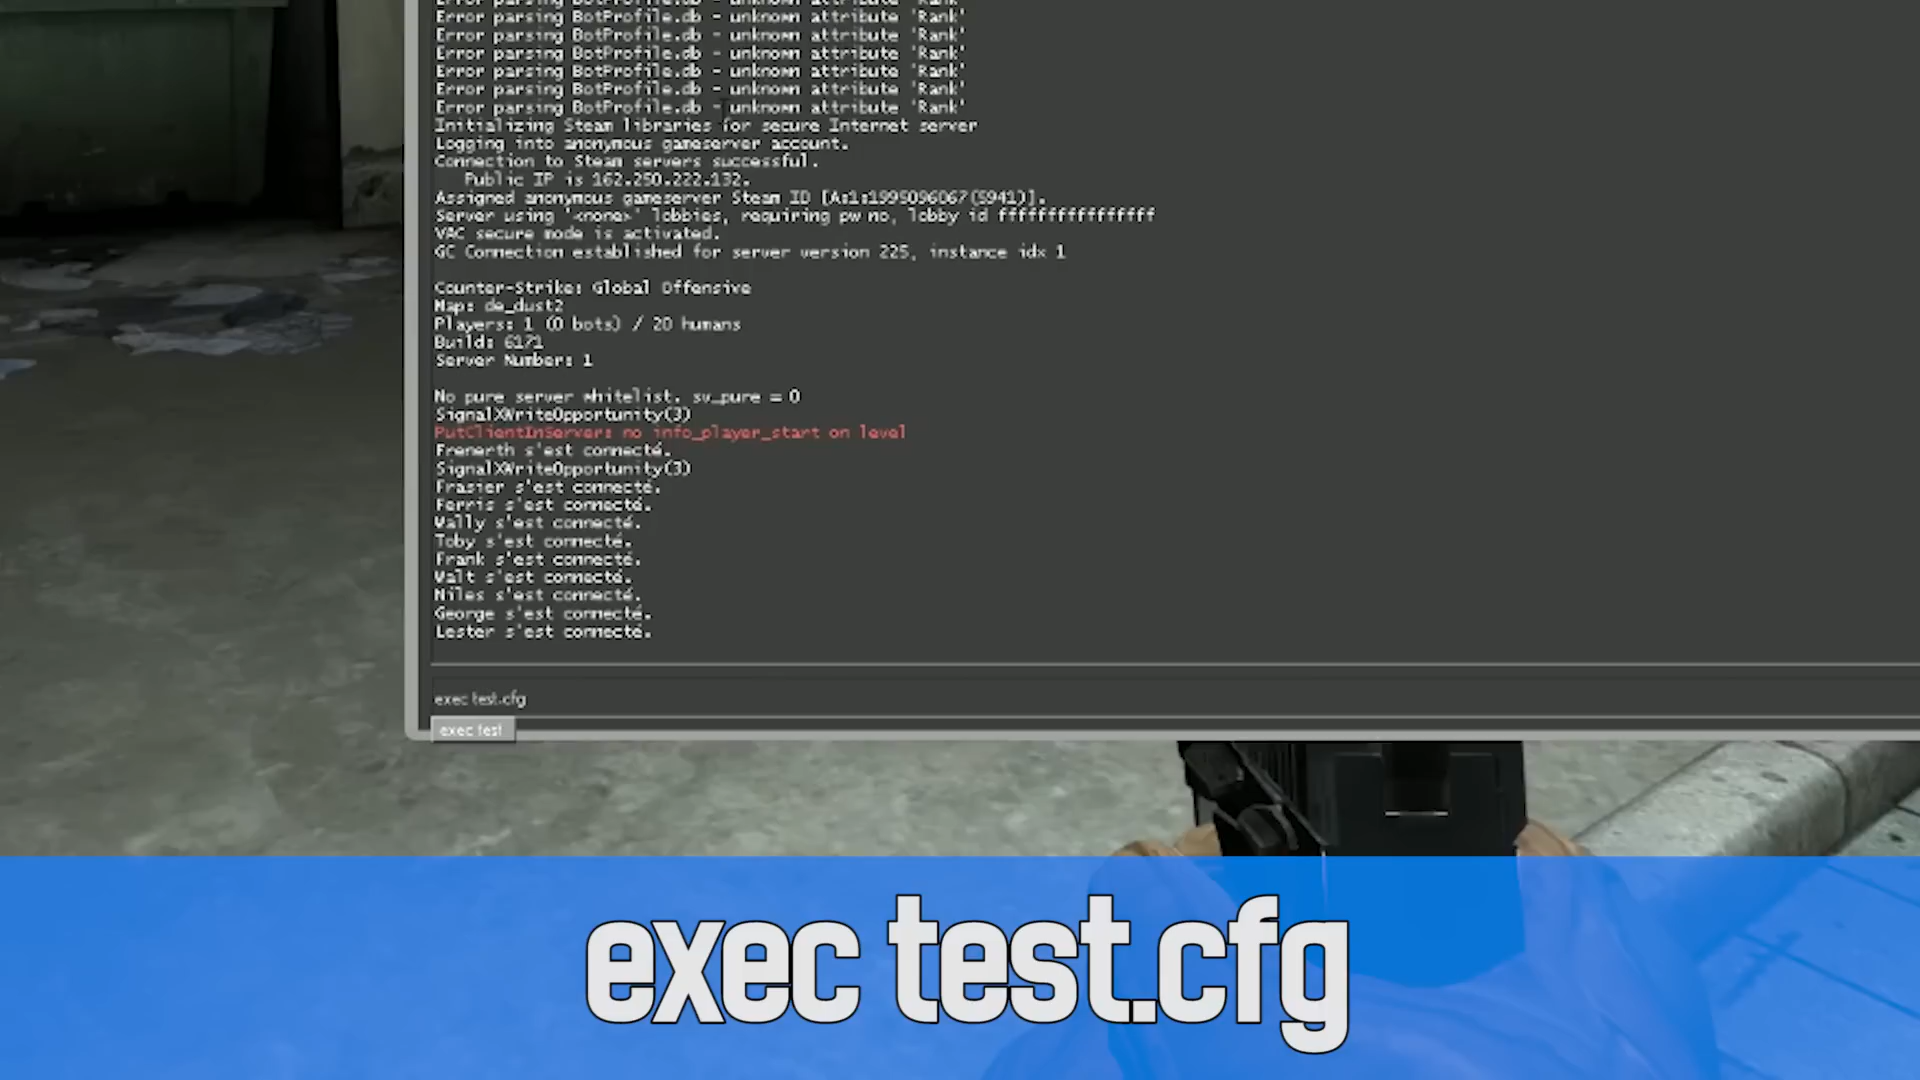 Error parsing BotProfile.db - unknown attribute 'Rank'
Error parsing BotProfile.db - unknown attribute 'Rank'
Error parsing BotProfile.db - unknown attribute 'Rank'
Error parsing BotProfile.db - unknown attribute 'Rank'
Error parsing BotProfile.db - unknown attribute 'Rank'
Error parsing BotProfile.db - unknown attribute 'Rank'
Error parsing BotProfile.db - unknown attribute 'Rank'
Initializing Steam libraries for secure Internet server
Logging into anonymous gameserver account.
Connection to Steam servers successful.
Public IP is 162.250.222.132.
Assigned anonymous gameserver Steam ID [A:1:1995096067(5941)].
Server using '<none>' lobbies, requiring pw no, lobby id ffffffffffffffff
VAC secure mode is activated.
GC Connection established for server version 225, instance idx 1
Counter-Strike: Global Offensive
Map: de_dust2
Players: 1 (0 bots) / 20 humans
Build: 6171
Server Number: 1
No pure server whitelist. sv_pure = 0
SignalXWriteOpportunity(3)
PutClientInServer: no info_player_start on level
Fremerth s'est connecté.
SignalXWriteOpportunity(3)
Frasier s'est connecté.
Ferris s'est connecté.
Wally s'est connecté.
Toby s'est connecté.
Frank s'est connecté.
Walt s'est connecté.
Niles s'est connecté.
George s'est connecté.
Lester s'est connecté.
exec test.cfg
exec test
exec test.cfg